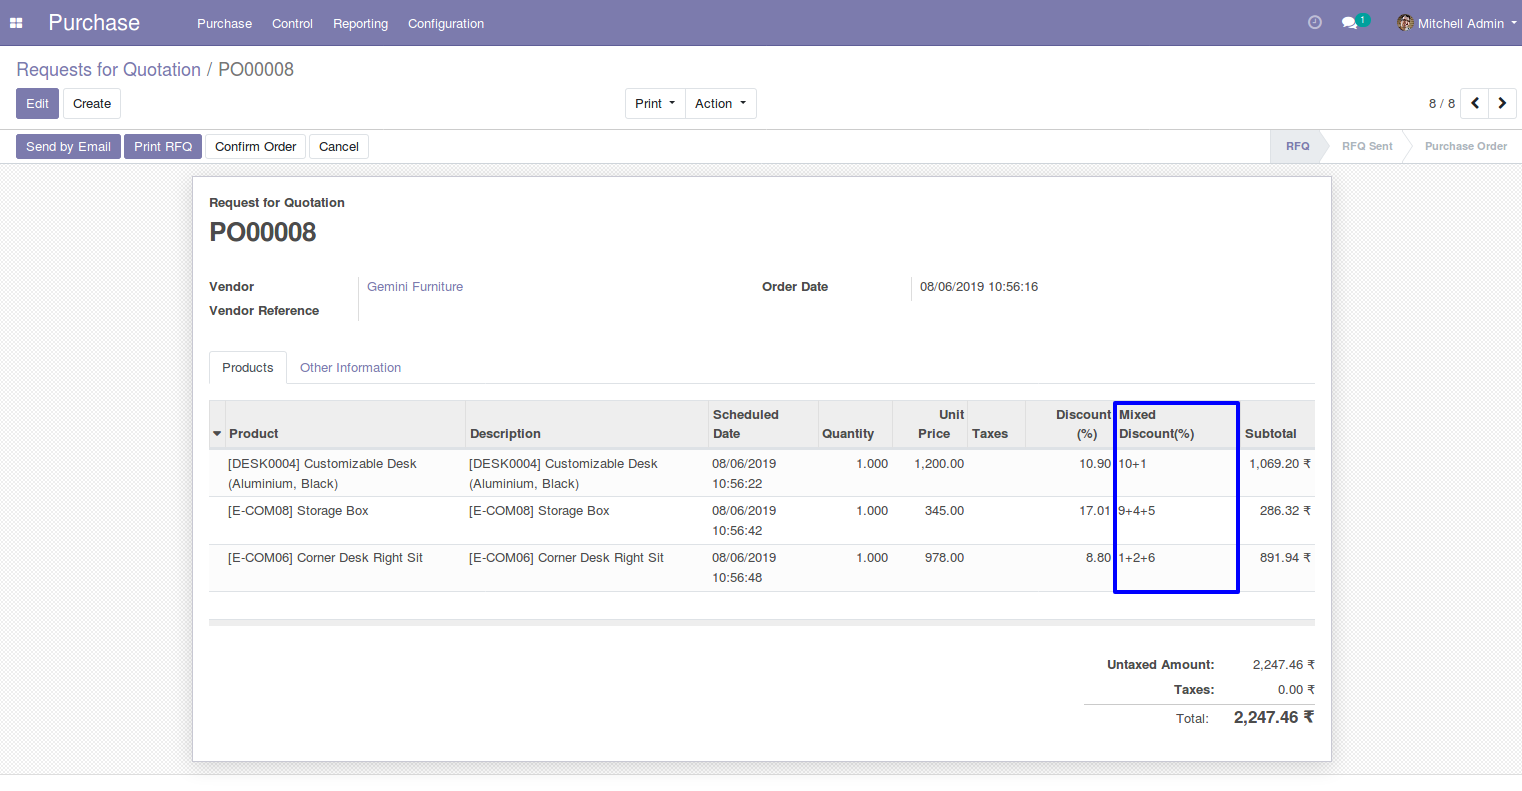 Purchase Purchase Control Reporting Configuration 1 Mitchell Admin
Requests for Quotation / PO00008
Edit Create Print Action 8 / 8
Send by Email Print RFQ Confirm Order Cancel RFQ RFQ Sent Purchase Order
Request for Quotation
PO00008
Vendor Gemini Furniture Order Date 08/06/2019 10:56:16
Vendor Reference
Products Other Information
Scheduled Unit Discount Mixed
Product Description Date Quantity Price Taxes (%) Discount(%) Subtotal
[DESK0004] Customizable Desk [DESK0004] Customizable Desk 08/06/2019 1.000 1,200.00 10.90 10+1 1,069.20 ₹
(Aluminium, Black) (Aluminium, Black) 10:56:22
[E-COM08] Storage Box [E-COM08] Storage Box 08/06/2019 1.000 345.00 17.01 9+4+5 286.32 ₹
10:56:42
[E-COM06] Corner Desk Right Sit [E-COM06] Corner Desk Right Sit 08/06/2019 1.000 978.00 8.80 1+2+6 891.94 ₹
10:56:48
Untaxed Amount: 2,247.46 ₹
Taxes: 0.00 ₹
Total: 2,247.46 ₹